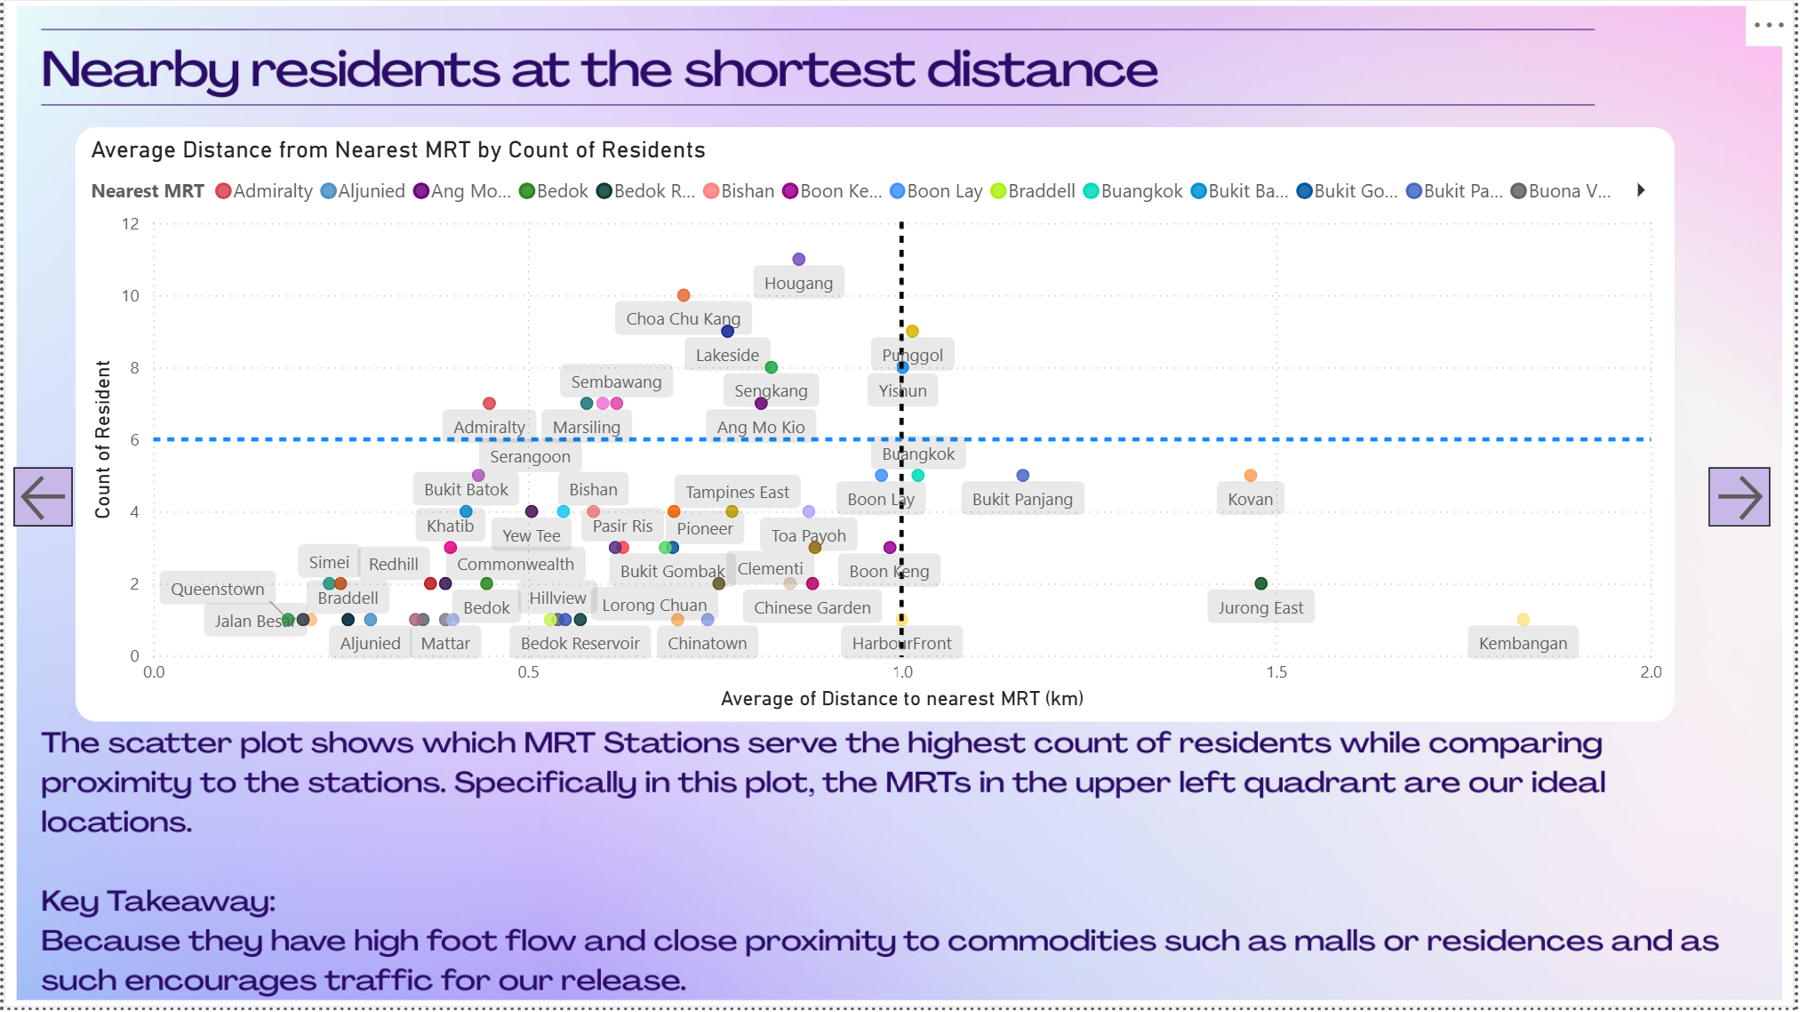 Nearby residents at the shortest distance
Average Distance from Nearest MRT by Count of Residents
Nearest MRT Admiralty Aljunied Ang Mo... Bedok Bedok R... Bishan Boon Ke... Boon Lay Braddell Buangkok Bukit Ba... Bukit Go... Bukit Pa... Buona V...
Count of Resident
12
10
8
6
4
2
0
Hougang
Choa Chu Kang
Lakeside
Punggol
Sembawang
Sengkang
Yishun
Admiralty
Marsiling
Ang Mo Kio
Serangoon
Buangkok
Bukit Batok
Bishan
Tampines East
Boon Lay
Bukit Panjang
Kovan
Khatib
Yew Tee
Pasir Ris
Pioneer
Toa Payoh
Simei
Redhill
Commonwealth
Bukit Gombak
Clementi
Boon Keng
Queenstown
Braddell
Bedok
Hillview
Lorong Chuan
Chinese Garden
Jurong East
Jalan Besar
Aljunied
Mattar
Bedok Reservoir
Chinatown
HarbourFront
Kembangan
0.0 0.5 1.0 1.5 2.0
Average of Distance to nearest MRT (km)
The scatter plot shows which MRT Stations serve the highest count of residents while comparing
proximity to the stations. Specifically in this plot, the MRTs in the upper left quadrant are our ideal
locations.
Key Takeaway:
Because they have high foot flow and close proximity to commodities such as malls or residences and as
such encourages traffic for our release.